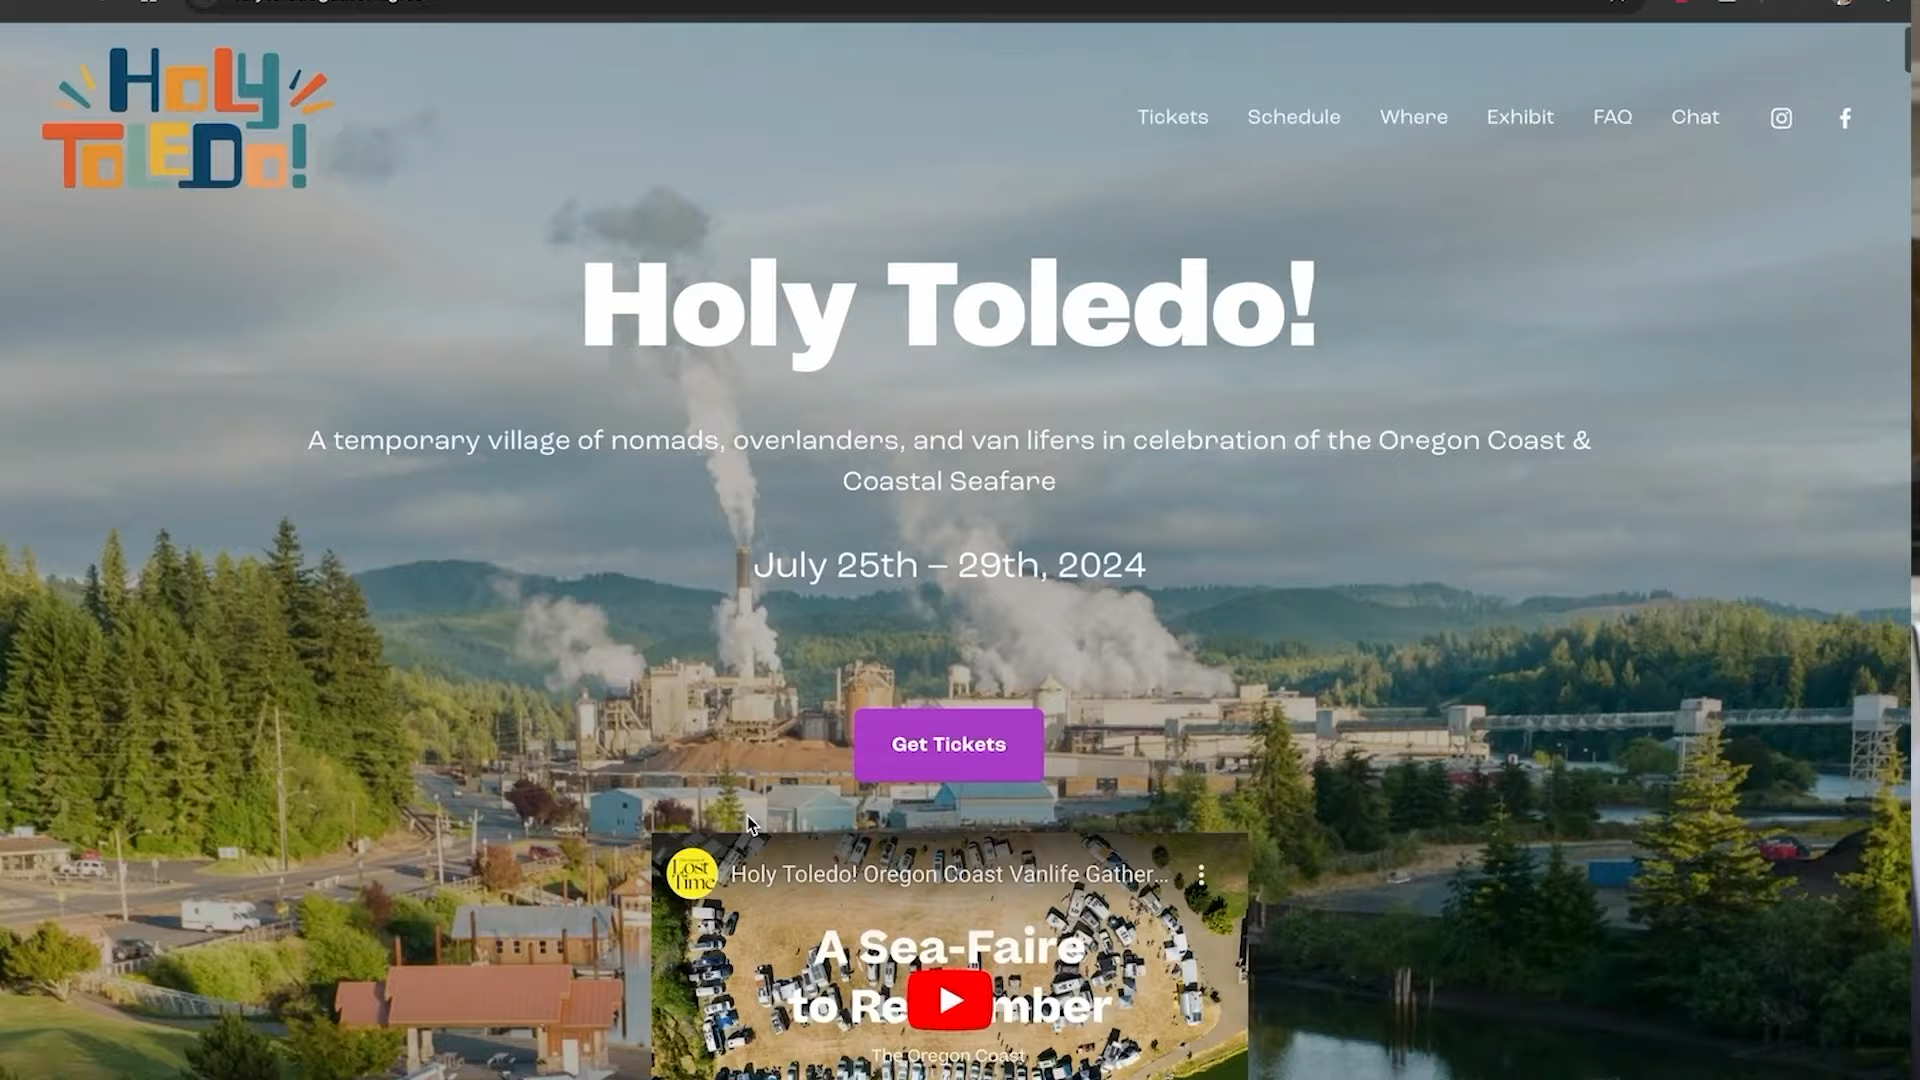 HoLy
ToLEDo!
Tickets
Schedule
Where
Exhibit
FAQ
Chat
Holy Toledo!
A temporary village of nomads, overlanders, and van lifers in celebration of the Oregon Coast &
Coastal Seafare
July 25th – 29th, 2024
Get Tickets
Lost
Time
Holy Toledo! Oregon Coast Vanlife Gather...
A Sea-Faire
to Re mber
The Oregon Coast